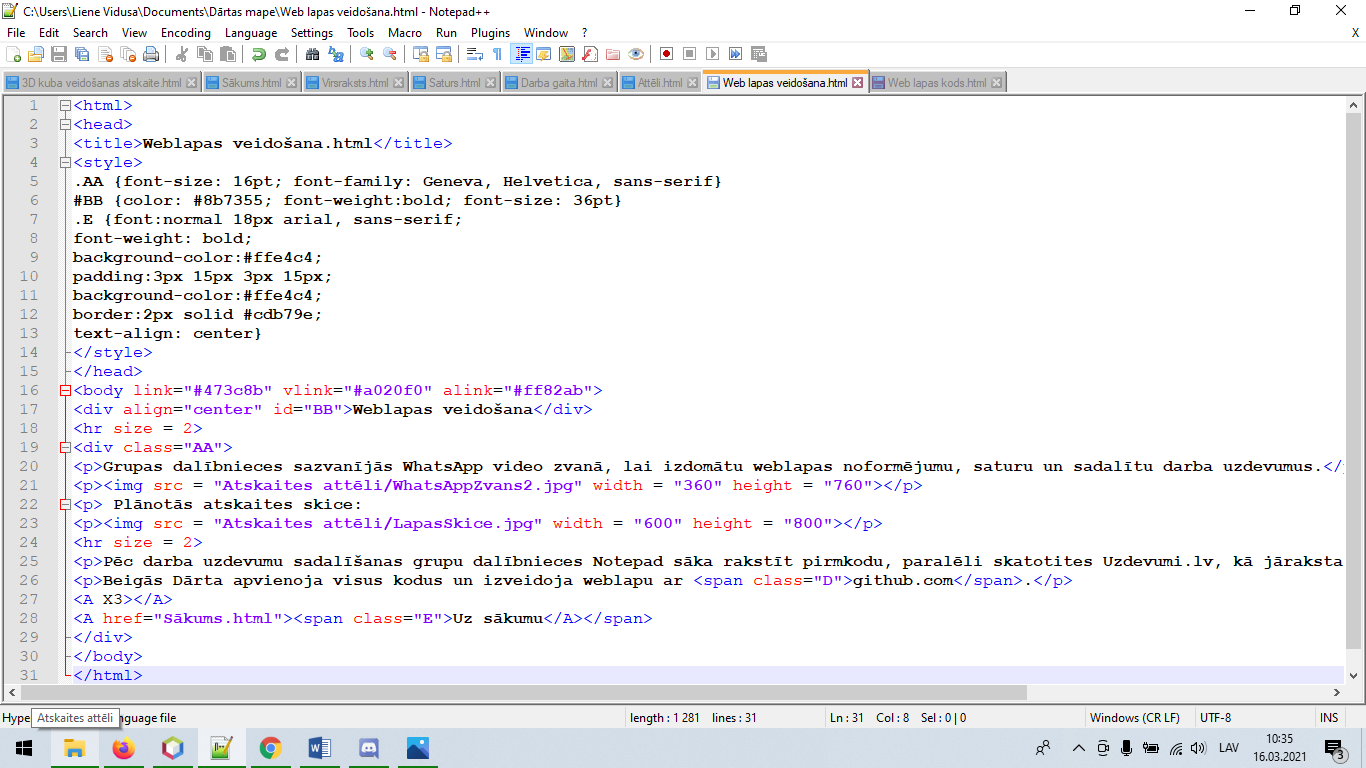 C:\Users\Liene Vidusa\Documents\Dārtas mape\Web lapas veidošana.html - Notepad++
File Edit Search View Encoding Language Settings Tools Macro Run Plugins Window ? X
3D kuba veidošanas atskaite.html Sākums.html Virsraksts.html Saturs.html Darba gaita.html Attēli.html Web lapas veidošana.html Web lapas kods.html
1 <html>
2 <head>
3 <title>Weblapas veidošana.html</title>
4 <style>
5 .AA {font-size: 16pt; font-family: Geneva, Helvetica, sans-serif}
6 #BB {color: #8b7355; font-weight:bold; font-size: 36pt}
7 .E {font:normal 18px arial, sans-serif;
8 font-weight: bold;
9 background-color:#ffe4c4;
10 padding:3px 15px 3px 15px;
11 background-color:#ffe4c4;
12 border:2px solid #cdb79e;
13 text-align: center}
14 </style>
15 </head>
16 <body link="#473c8b" vlink="#a020f0" alink="#ff82ab">
17 <div align="center" id="BB">Weblapas veidošana</div>
18 <hr size = 2>
19 <div class="AA">
20 <p>Grupas dalībnieces sazvanījās WhatsApp video zvanā, lai izdomātu weblapas noformējumu, saturu un sadalītu darba uzdevumus.</
21 <p><img src = "Atskaites attēli/WhatsAppZvans2.jpg" width = "360" height = "760"></p>
22 <p> Plānotās atskaites skice:
23 <p><img src = "Atskaites attēli/LapasSkice.jpg" width = "600" height = "800"></p>
24 <hr size = 2>
25 <p>Pēc darba uzdevumu sadalīšanas grupu dalībnieces Notepad sāka rakstīt pirmkodu, paralēli skatotites Uzdevumi.lv, kā jāraksta
26 <p>Beigās Dārta apvienoja visus kodus un izveidoja weblapu ar <span class="D">github.com</span>.</p>
27 <A X3></A>
28 <A href="Sākums.html"><span class="E">Uz sākumu</A></span>
29 </div>
30 </body>
31 </html>
Hype nguage file length : 1 281 lines : 31 Ln : 31 Col : 8 Sel : 0 | 0 Windows (CR LF) UTF-8 INS
Atskaites attēli
LAV 10:35
16.03.2021 3